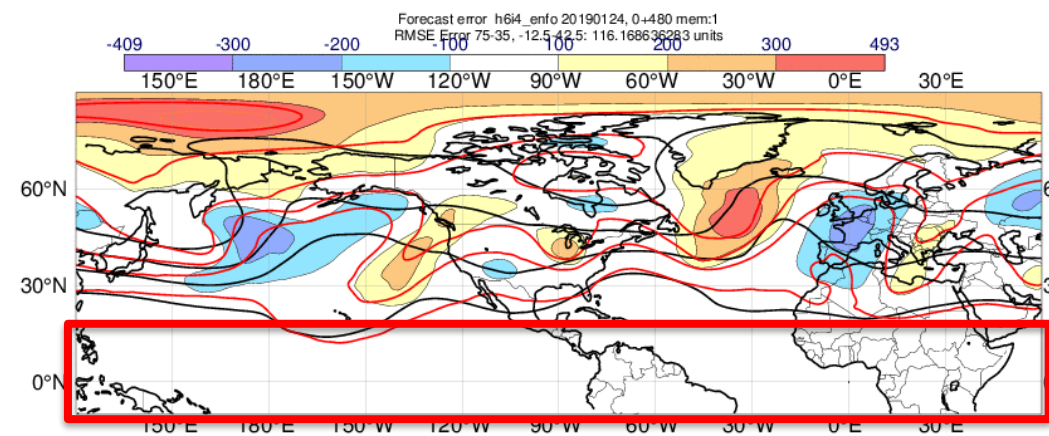 Forecast error h6i4_enfo 20190124, 0+480 mem:1
RMSE Error 75-35, -12.5-42.5: 116.168636283 units
-409 -300 -200 -100 100 200 300 493
150°E 180°E 150°W 120°W 90°W 60°W 30°W 0°E 30°E
60°N 6
30°N 3
0°N
150°E 180°E 150°W 120°W 90°W 60°W 30°W 0°E 30°E